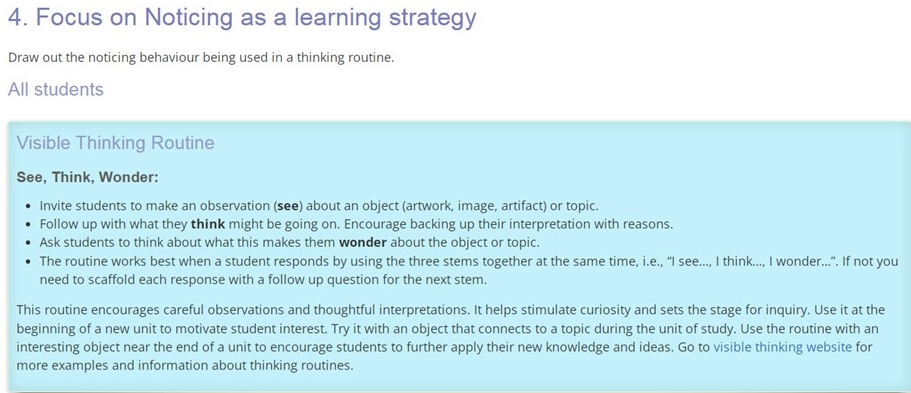 4. Focus on Noticing as a learning strategy
Draw out the noticing behaviour being used in a thinking routine.
All students
Visible Thinking Routine
See, Think, Wonder:
• Invite students to make an observation (see) about an object (artwork, image, artifact) or topic.
• Follow up with what they think might be going on. Encourage backing up their interpretation with reasons.
• Ask students to think about what this makes them wonder about the object or topic.
• The routine works best when a student responds by using the three stems together at the same time, i.e., “I see..., I think..., I wonder...”. If not you
need to scaffold each response with a follow up question for the next stem.
This routine encourages careful observations and thoughtful interpretations. It helps stimulate curiosity and sets the stage for inquiry. Use it at the
beginning of a new unit to motivate student interest. Try it with an object that connects to a topic during the unit of study. Use the routine with an
interesting object near the end of a unit to encourage students to further apply their new knowledge and ideas. Go to visible thinking website for
more examples and information about thinking routines.